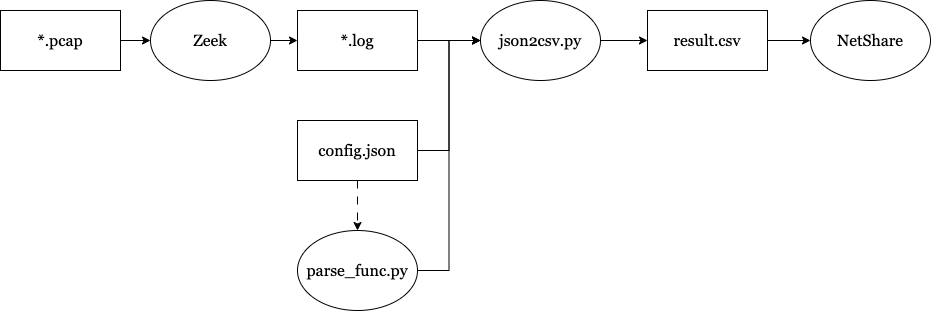 *.pcap
Zeek
*.log
json2csv.py
result.csv
NetShare
config.json
parse_func.py